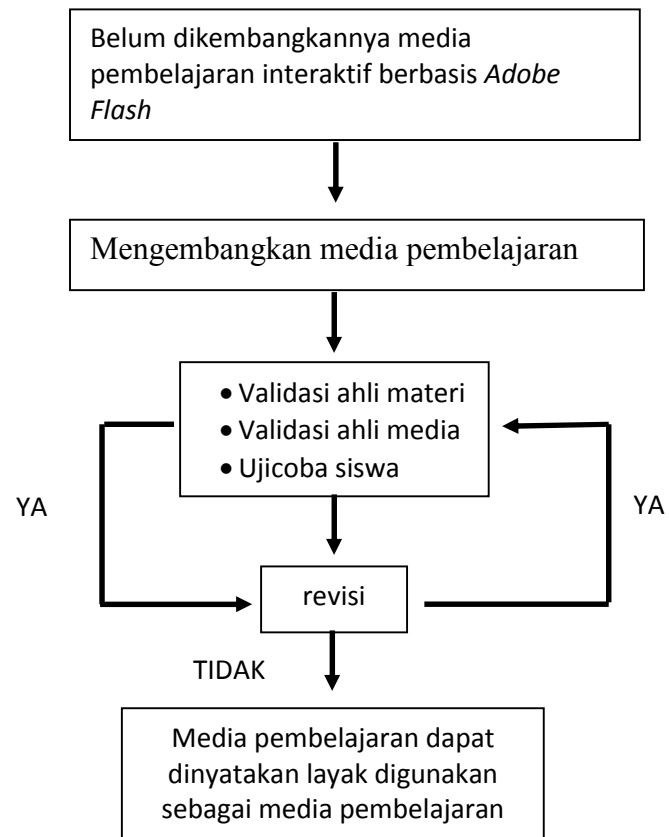 Belum dikembangkannya media
pembelajaran interaktif berbasis Adobe
Flash
Mengembangkan media pembelajaran
• Validasi ahli materi
• Validasi ahli media
• Ujicoba siswa
YA
YA
revisi
TIDAK
Media pembelajaran dapat
dinyatakan layak digunakan
sebagai media pembelajaran